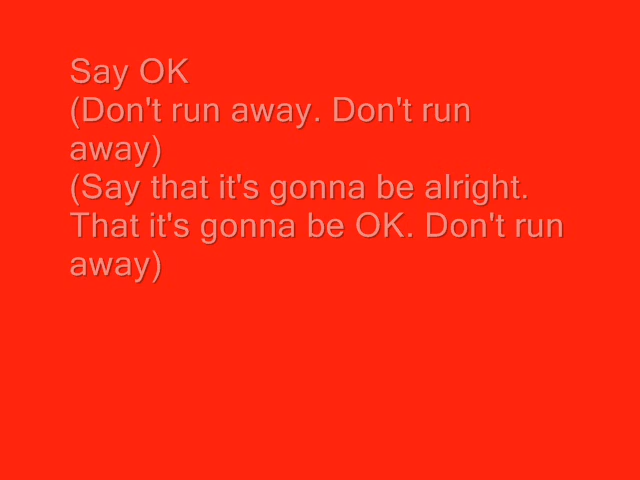 Say OK
(Don't run away. Don't run
away)
(Say that it's gonna be alright.
That it's gonna be OK. Don't run
away)